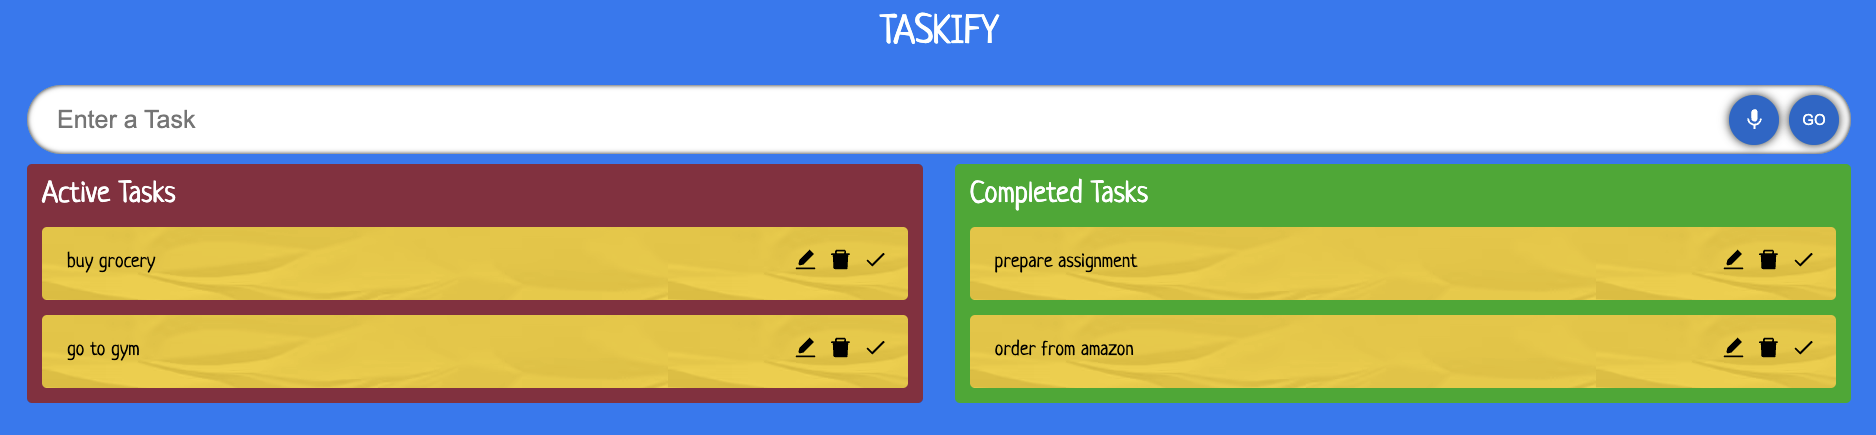 TASKIFY
Enter a Task
GO
Active Tasks
buy grocery
go to gym
Completed Tasks
prepare assignment
order from amazon